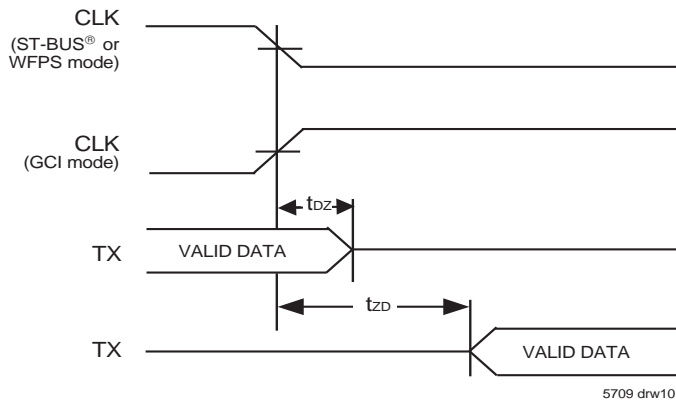 CLK
(ST-BUS® or
WFPS mode)
CLK
(GCI mode)
tDZ
TX
VALID DATA
tZD
TX
VALID DATA
5709 drw10